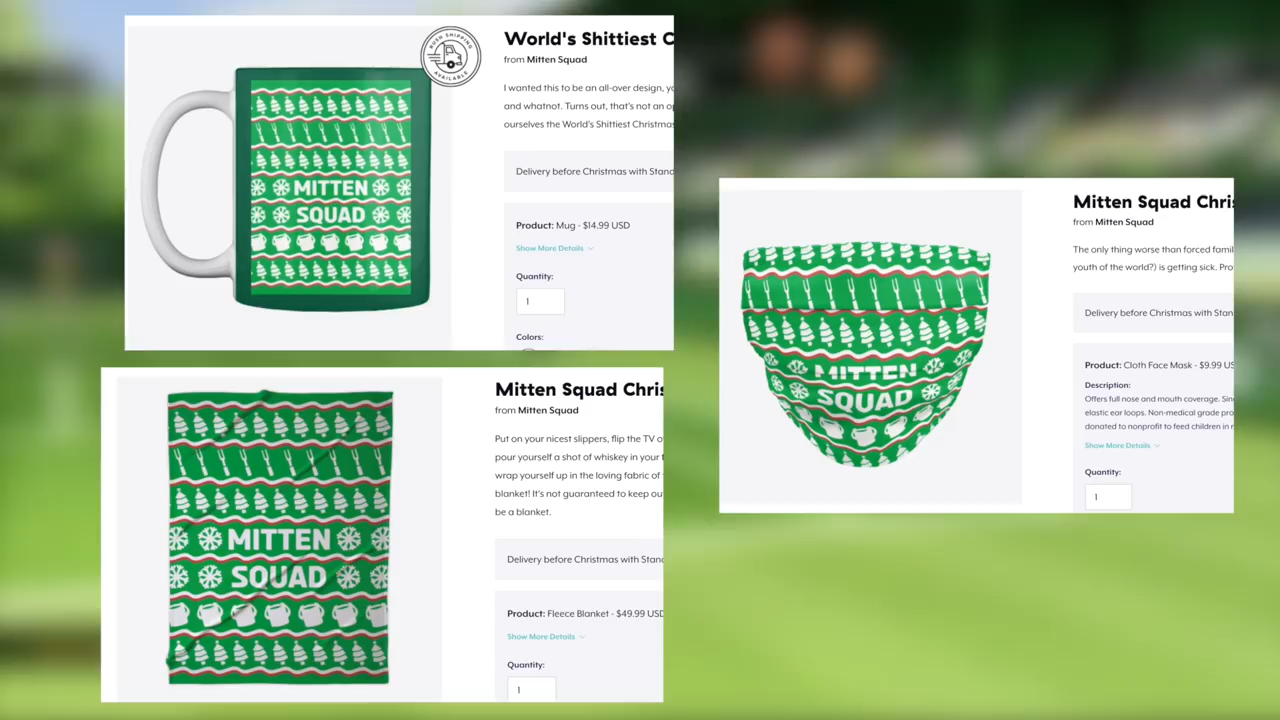 RUSH SHIPPING
AVAILABLE
World's Shittiest C
from Mitten Squad
I wanted this to be an all-over design, yo
and whatnot. Turns out, that's not an op
ourselves the World's Shittiest Christmas
Delivery before Christmas with Stand
Product: Mug - $14.99 USD
Show More Details
Quantity:
1
Colors:
MITTEN
SQUAD
Mitten Squad Chris
from Mitten Squad
Put on your nicest slippers, flip the TV o
pour yourself a shot of whiskey in your
wrap yourself up in the loving fabric of
blanket! It's not guaranteed to keep ou
be a blanket.
Delivery before Christmas with Stand
Product: Fleece Blanket - $49.99 USD
Show More Details
Quantity:
1
MITTEN
SQUAD
Mitten Squad Chris
from Mitten Squad
The only thing worse than forced famil
youth of the world?) is getting sick. Pro
Delivery before Christmas with Stan
Product: Cloth Face Mask - $9.99 US
Description:
Offers full nose and mouth coverage. Sin
elastic ear loops. Non-medical grade pro
donated to nonprofit to feed children in
Show More Details
Quantity:
1
MITTEN
SQUAD